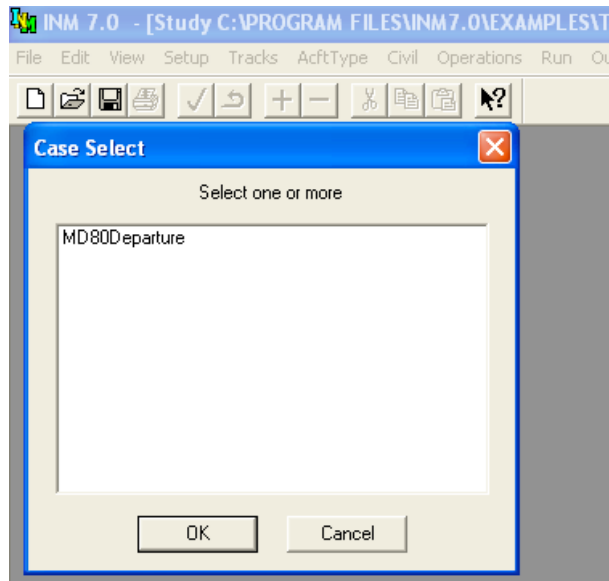 INM 7.0 - [Study C:\PROGRAM FILES\INM7.0\EXAMPLES\T
File Edit View Setup Tracks AcftType Civil Operations Run Ou
Case Select
Select one or more
MD80Departure
OK Cancel